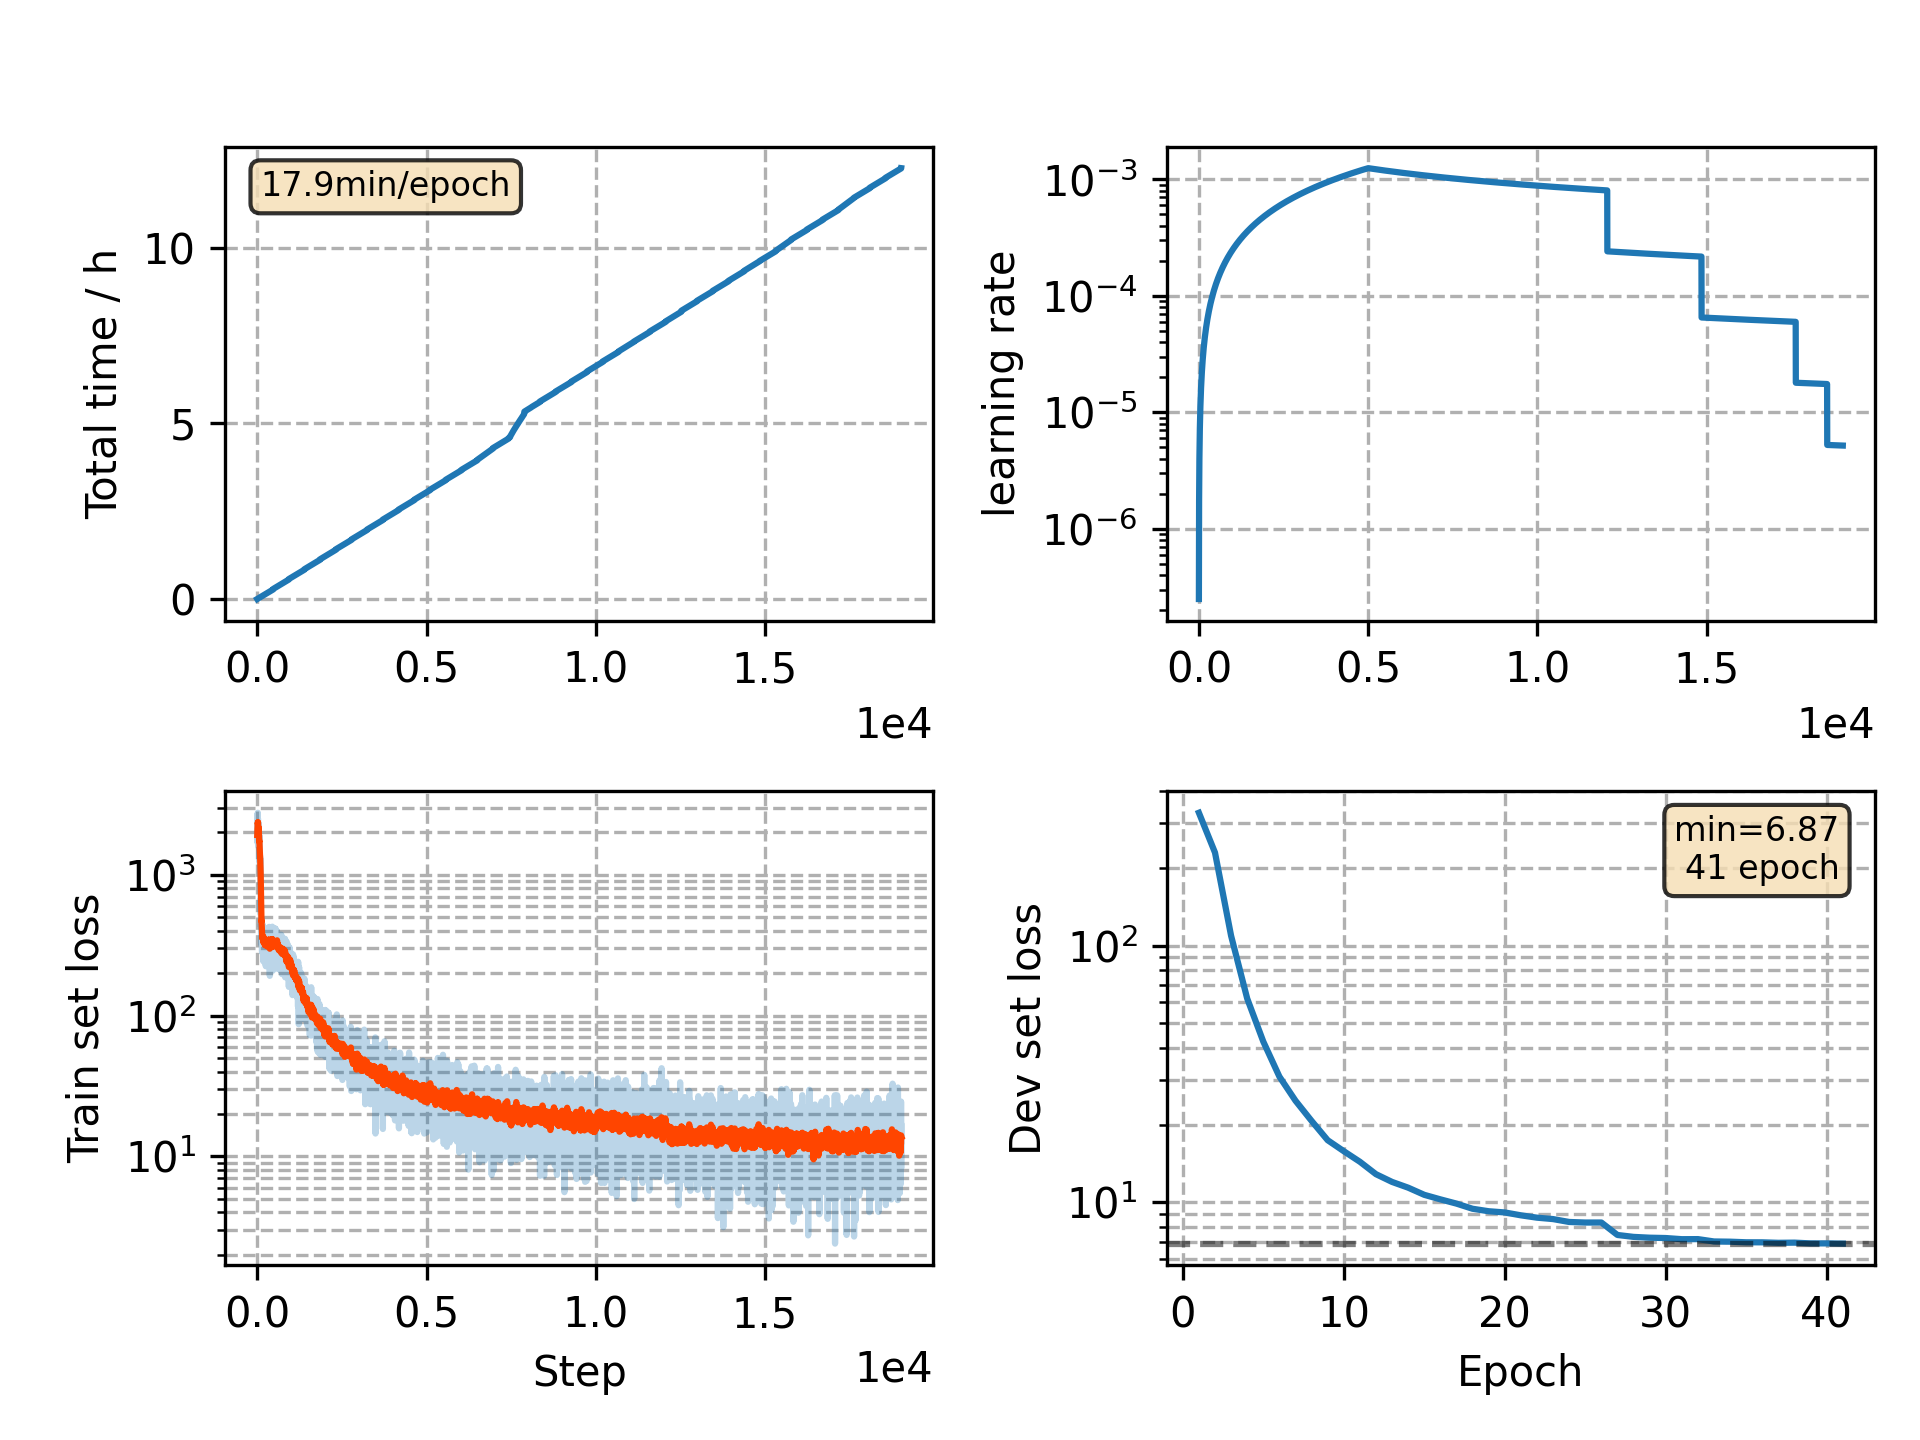 17.9min/epoch
Total time / h
10
5
0
0.0 0.5 1.0 1.5
1e4
learning rate
10⁻³
10⁻⁴
10⁻⁵
10⁻⁶
0.0 0.5 1.0 1.5
1e4
Train set loss
10³
10²
10¹
0.0 0.5 1.0 1.5
Step
1e4
min=6.87
41 epoch
Dev set loss
10²
10¹
0 10 20 30 40
Epoch